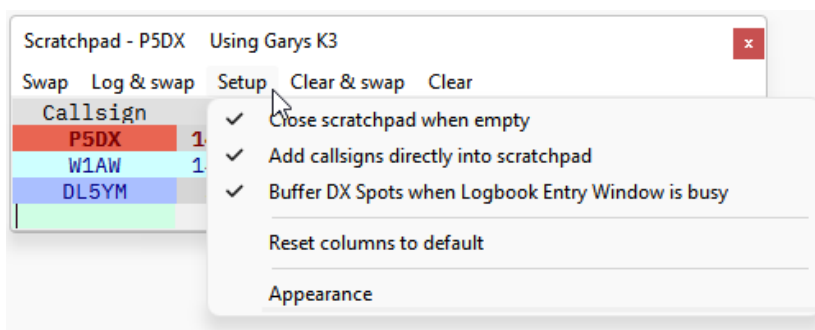 Scratchpad - P5DX Using Garys K3 x
Swap Log & swap Setup Clear & swap Clear
Callsign
Close scratchpad when empty
P5DX
Add callsigns directly into scratchpad
W1AW
Buffer DX Spots when Logbook Entry Window is busy
DL5YM
Reset columns to default
Appearance